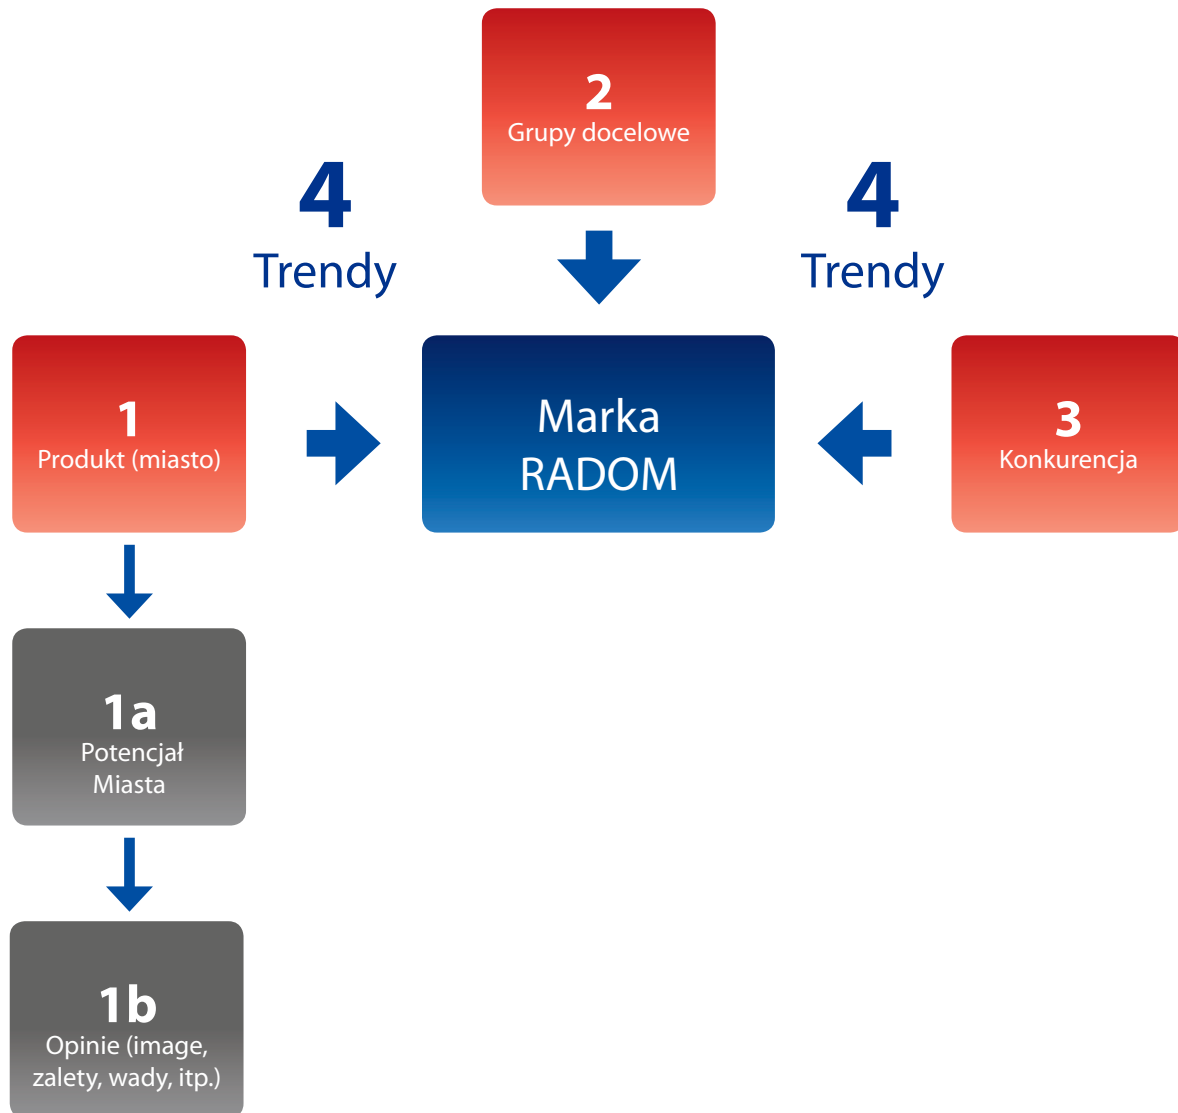 2
Grupy docelowe
4
Trendy
4
Trendy
1
Produkt (miasto)
Marka
RADOM
3
Konkurencja
1a
Potencjał
Miasta
1b
Opinie (image,
zalety, wady, itp.)